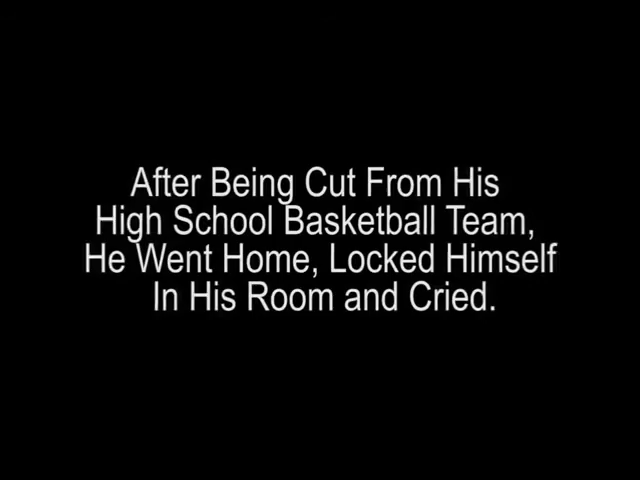 After Being Cut From His
High School Basketball Team,
He Went Home, Locked Himself
In His Room and Cried.